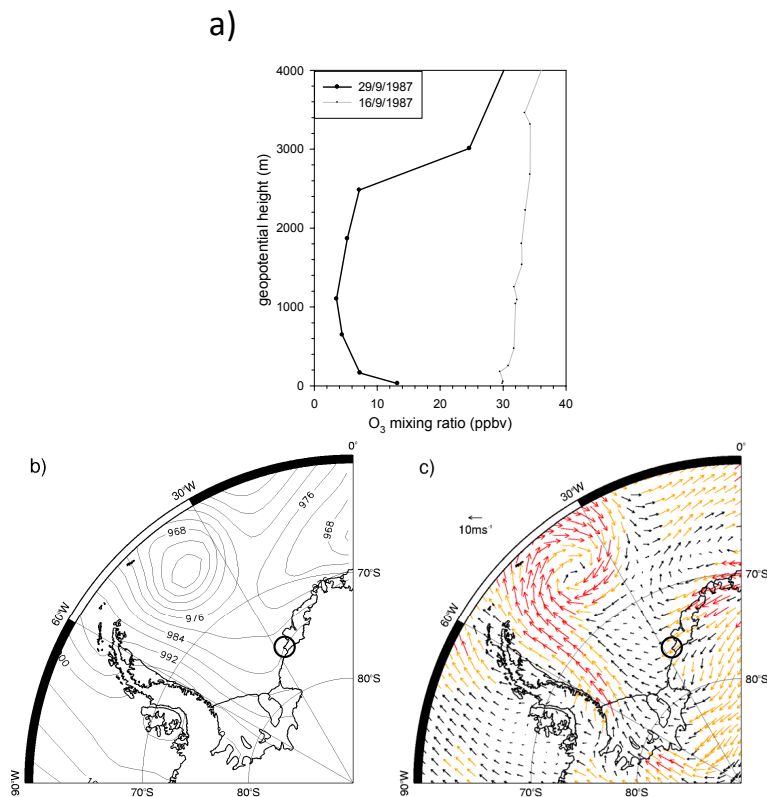 a)
4000
3000
2000
1000
0
geopotential height (m)
29/9/1987
16/9/1987
0 10 20 30 40
O3 mixing ratio (ppbv)
b)
0°
30°W
60°W
90°W
70°S
80°S
70°S
80°S
968
976
968
976
984
992
00
10
c)
0°
30°W
60°W
90°W
10ms⁻¹
70°S
80°S
70°S
80°S